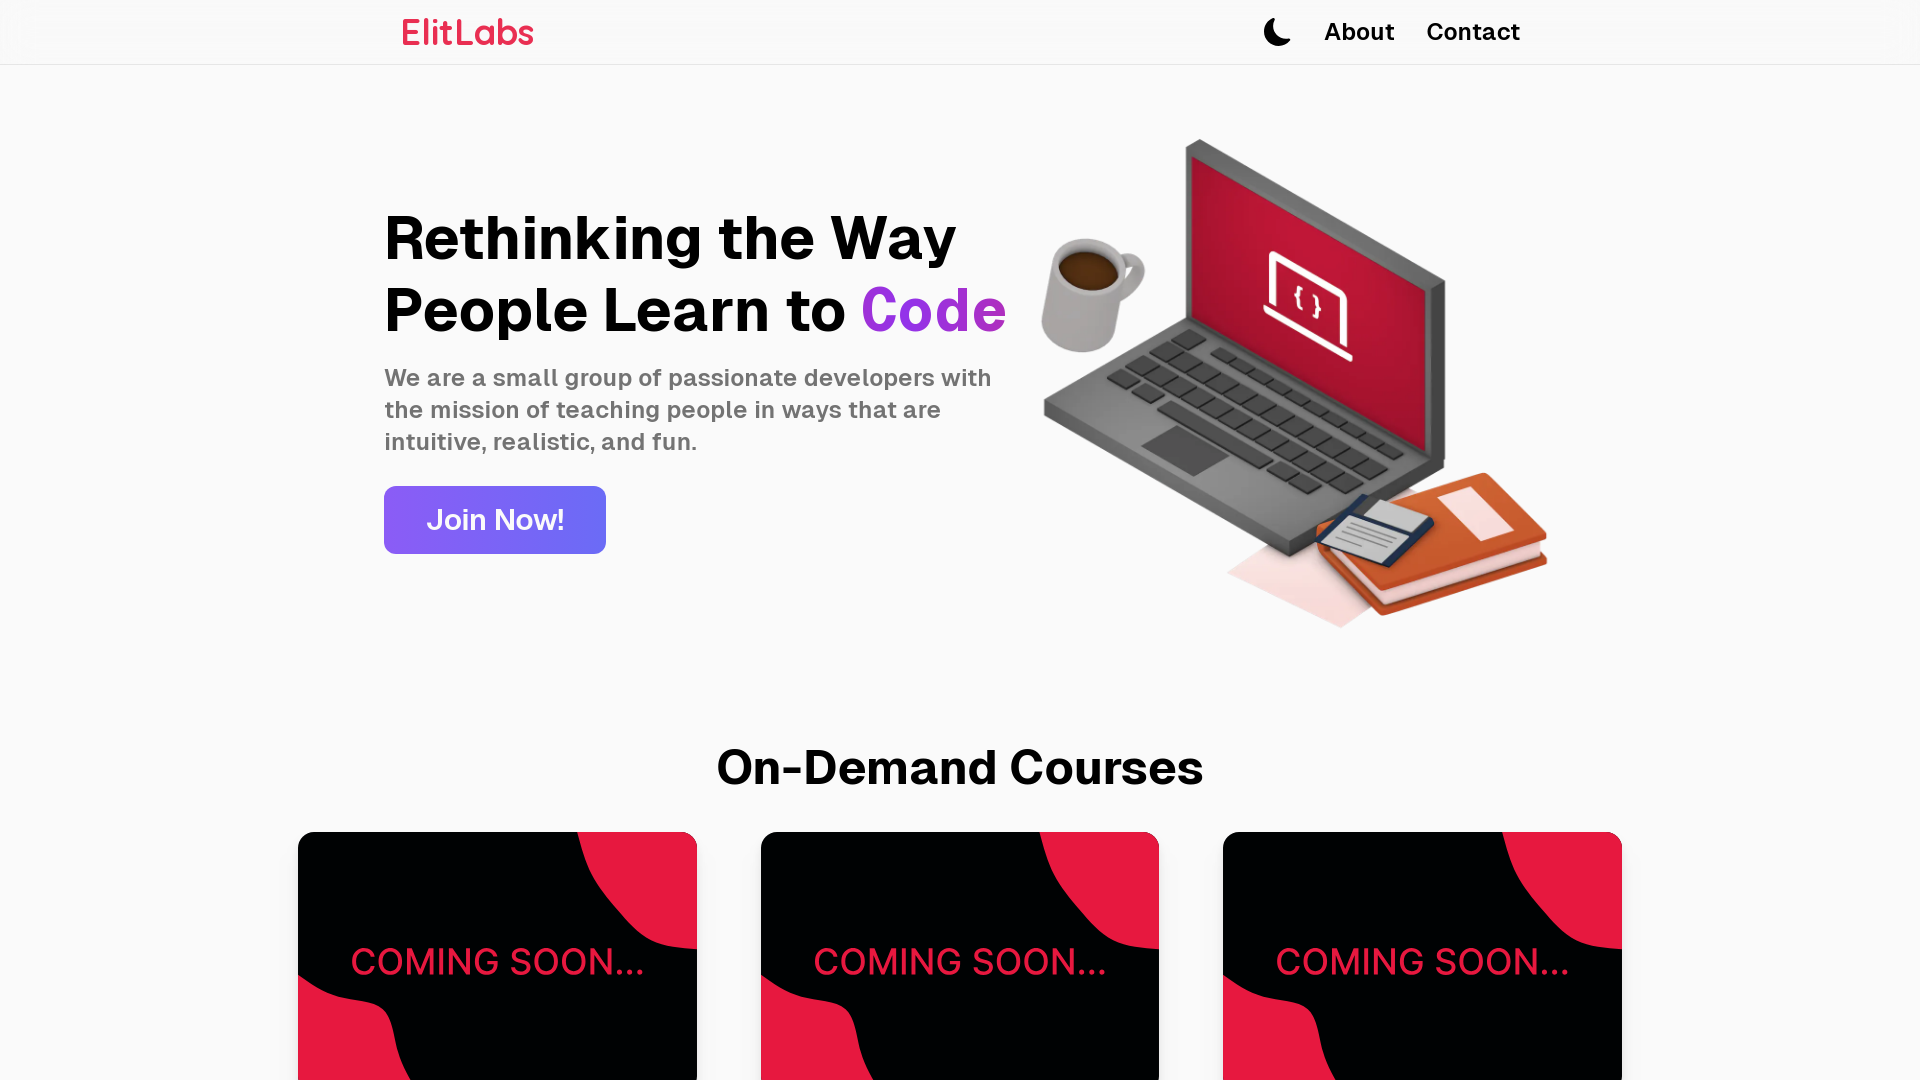 ElitLabs
About
Contact
Rethinking the Way
People Learn to Code
We are a small group of passionate developers with
the mission of teaching people in ways that are
intuitive, realistic, and fun.
Join Now!
{ }
On-Demand Courses
COMING SOON...
COMING SOON...
COMING SOON...